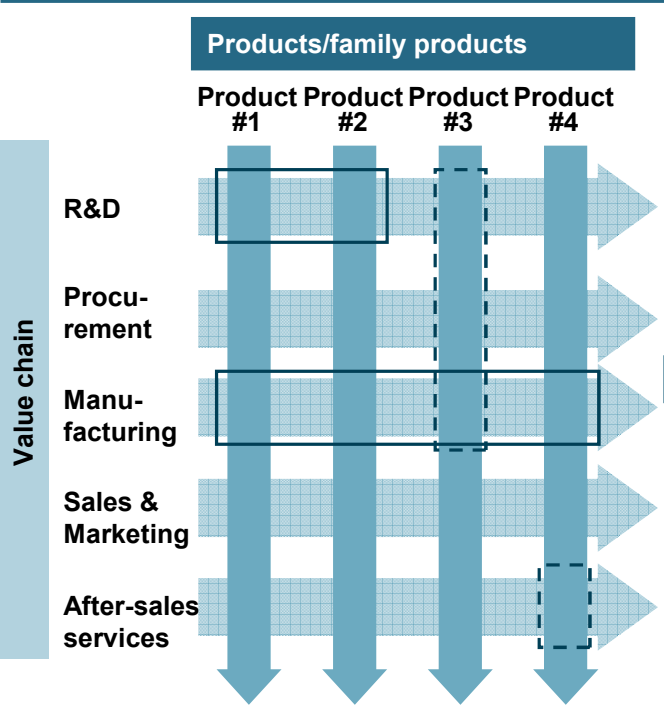 Products/family products
Product Product Product Product
#1 #2 #3 #4
Value chain
R&D
Procu-
rement
Manu-
facturing
Sales &
Marketing
After-sales
services